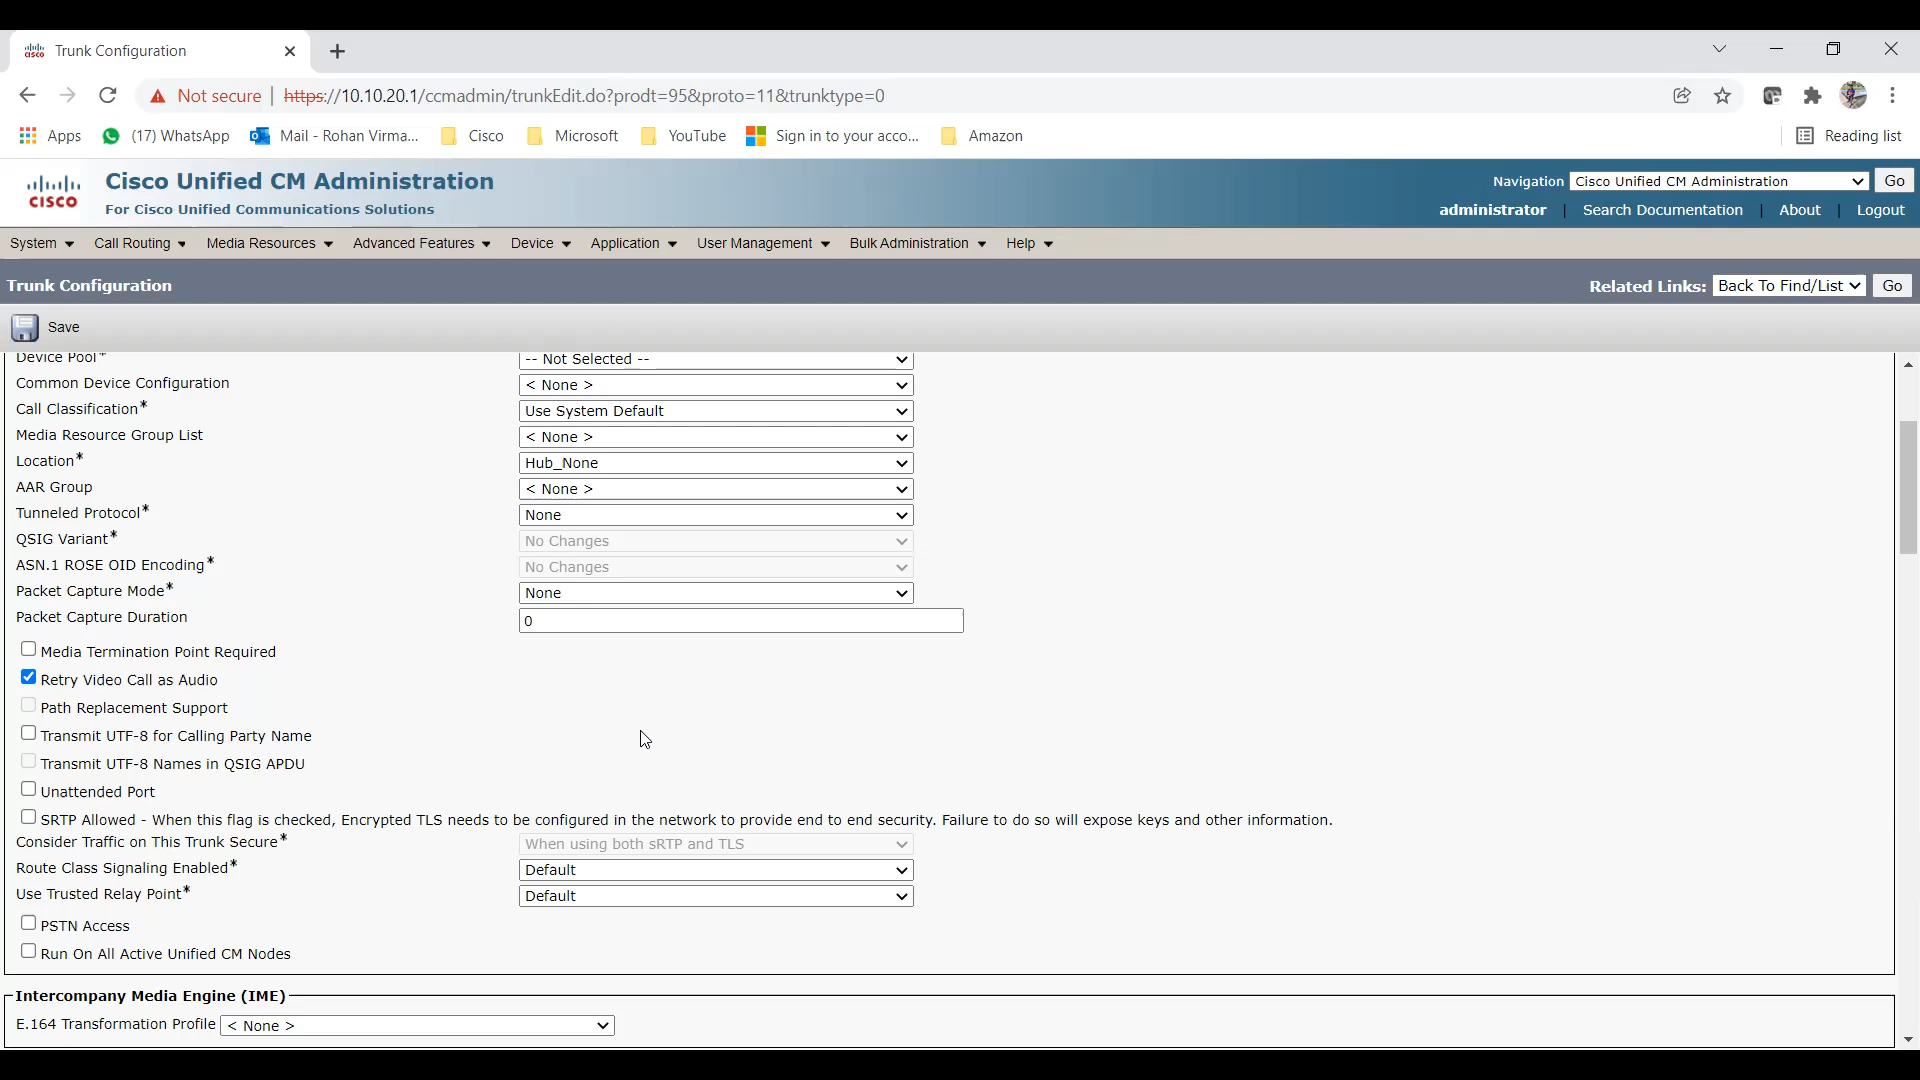 Trunk Configuration
Not secure https://10.10.20.1/ccmadmin/trunkEdit.do?prodt=95&proto=11&trunktype=0
Apps (17) WhatsApp Mail - Rohan Virma... Cisco Microsoft YouTube Sign in to your acco... Amazon Reading list
CISCO
Cisco Unified CM Administration
For Cisco Unified Communications Solutions
Navigation Cisco Unified CM Administration Go
administrator Search Documentation About Logout
System Call Routing Media Resources Advanced Features Device Application User Management Bulk Administration Help
Trunk Configuration Related Links: Back To Find/List Go
Save
Device Pool* -- Not Selected --
Common Device Configuration < None >
Call Classification* Use System Default
Media Resource Group List < None >
Location* Hub_None
AAR Group < None >
Tunneled Protocol* None
QSIG Variant* No Changes
ASN.1 ROSE OID Encoding* No Changes
Packet Capture Mode* None
Packet Capture Duration 0
Media Termination Point Required
Retry Video Call as Audio
Path Replacement Support
Transmit UTF-8 for Calling Party Name
Transmit UTF-8 Names in QSIG APDU
Unattended Port
SRTP Allowed - When this flag is checked, Encrypted TLS needs to be configured in the network to provide end to end security. Failure to do so will expose keys and other information.
Consider Traffic on This Trunk Secure* When using both sRTP and TLS
Route Class Signaling Enabled* Default
Use Trusted Relay Point* Default
PSTN Access
Run On All Active Unified CM Nodes
Intercompany Media Engine (IME)
E.164 Transformation Profile < None >